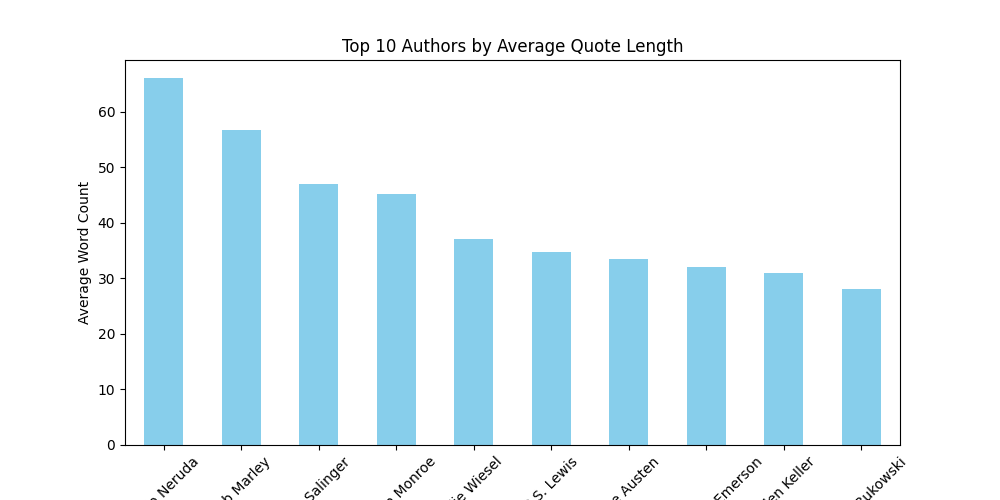 Top 10 Authors by Average Quote Length
Average Word Count
60
50
40
30
20
10
0
Neruda
Marley
Salinger
Monroe
Wiesel
S. Lewis
Austen
Emerson
Keller
Bukowski